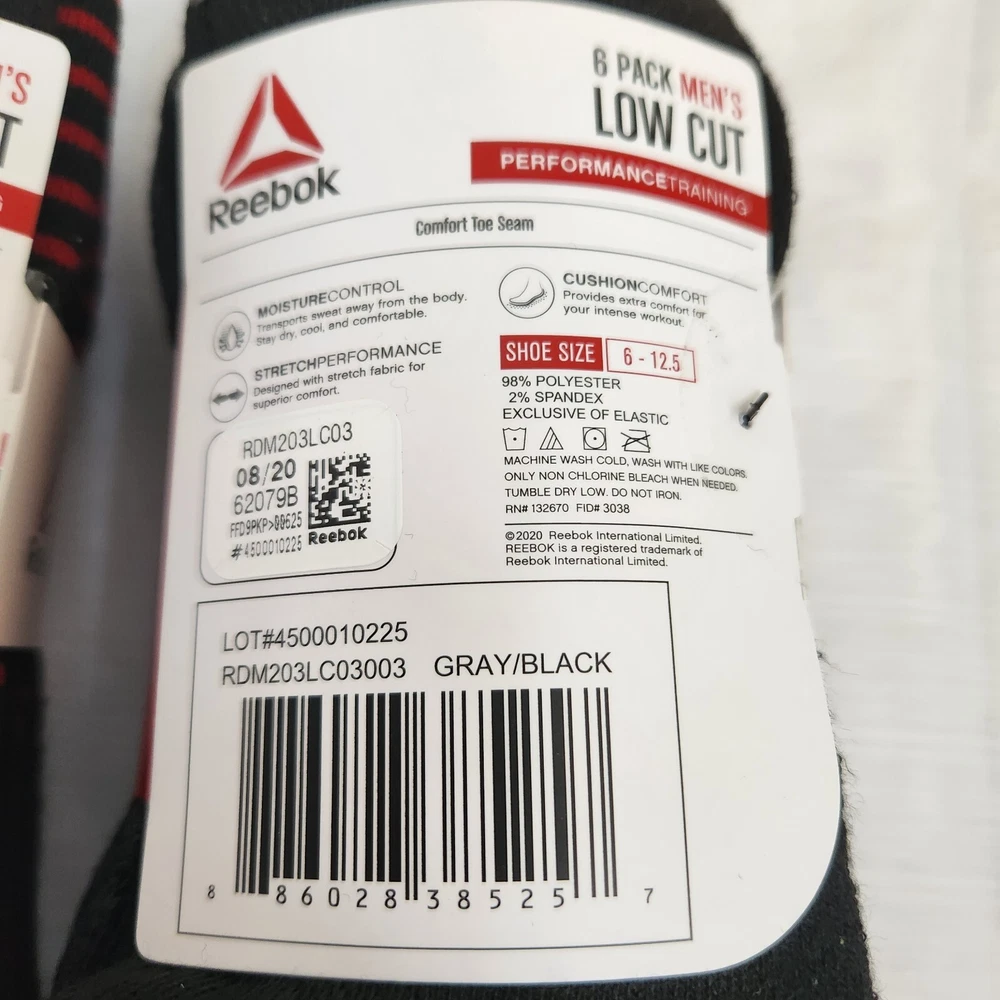 'S
T
Reebok
6 PACK MEN'S
LOW CUT
PERFORMANCETRAINING
Comfort Toe Seam
MOISTURECONTROL
Transports sweat away from the body.
Stay dry, cool, and comfortable.
STRETCHPERFORMANCE
Designed with stretch fabric for
superior comfort.
CUSHIONCOMFORT
Provides extra comfort for
your intense workout.
SHOE SIZE 6 - 12.5
98% POLYESTER
2% SPANDEX
EXCLUSIVE OF ELASTIC
MACHINE WASH COLD, WASH WITH LIKE COLORS.
ONLY NON CHLORINE BLEACH WHEN NEEDED.
TUMBLE DRY LOW. DO NOT IRON.
RN# 132670 FID# 3038
©2020 Reebok International Limited.
REEBOK is a registered trademark of
Reebok International Limited.
RDM203LC03
08/20
62079B
#4500010225
Reebok
LOT#4500010225
RDM203LC03003 GRAY/BLACK
8 86028 38525 7